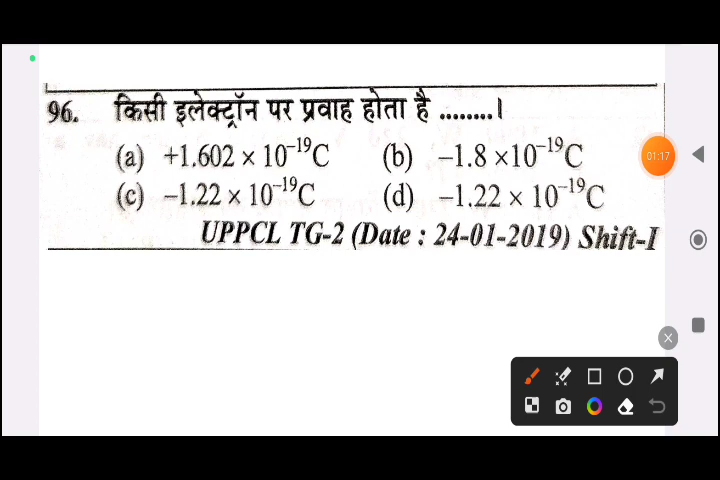 96. किसी इलेक्ट्रॉन पर प्रवाह होता है ........।
(a) +1.602 × 10⁻¹⁹C (b) –1.8 ×10⁻¹⁹C
01:17
(c) –1.22 × 10⁻¹⁹C (d) –1.22 × 10⁻¹⁹C
UPPCL TG-2 (Date : 24-01-2019) Shift-I